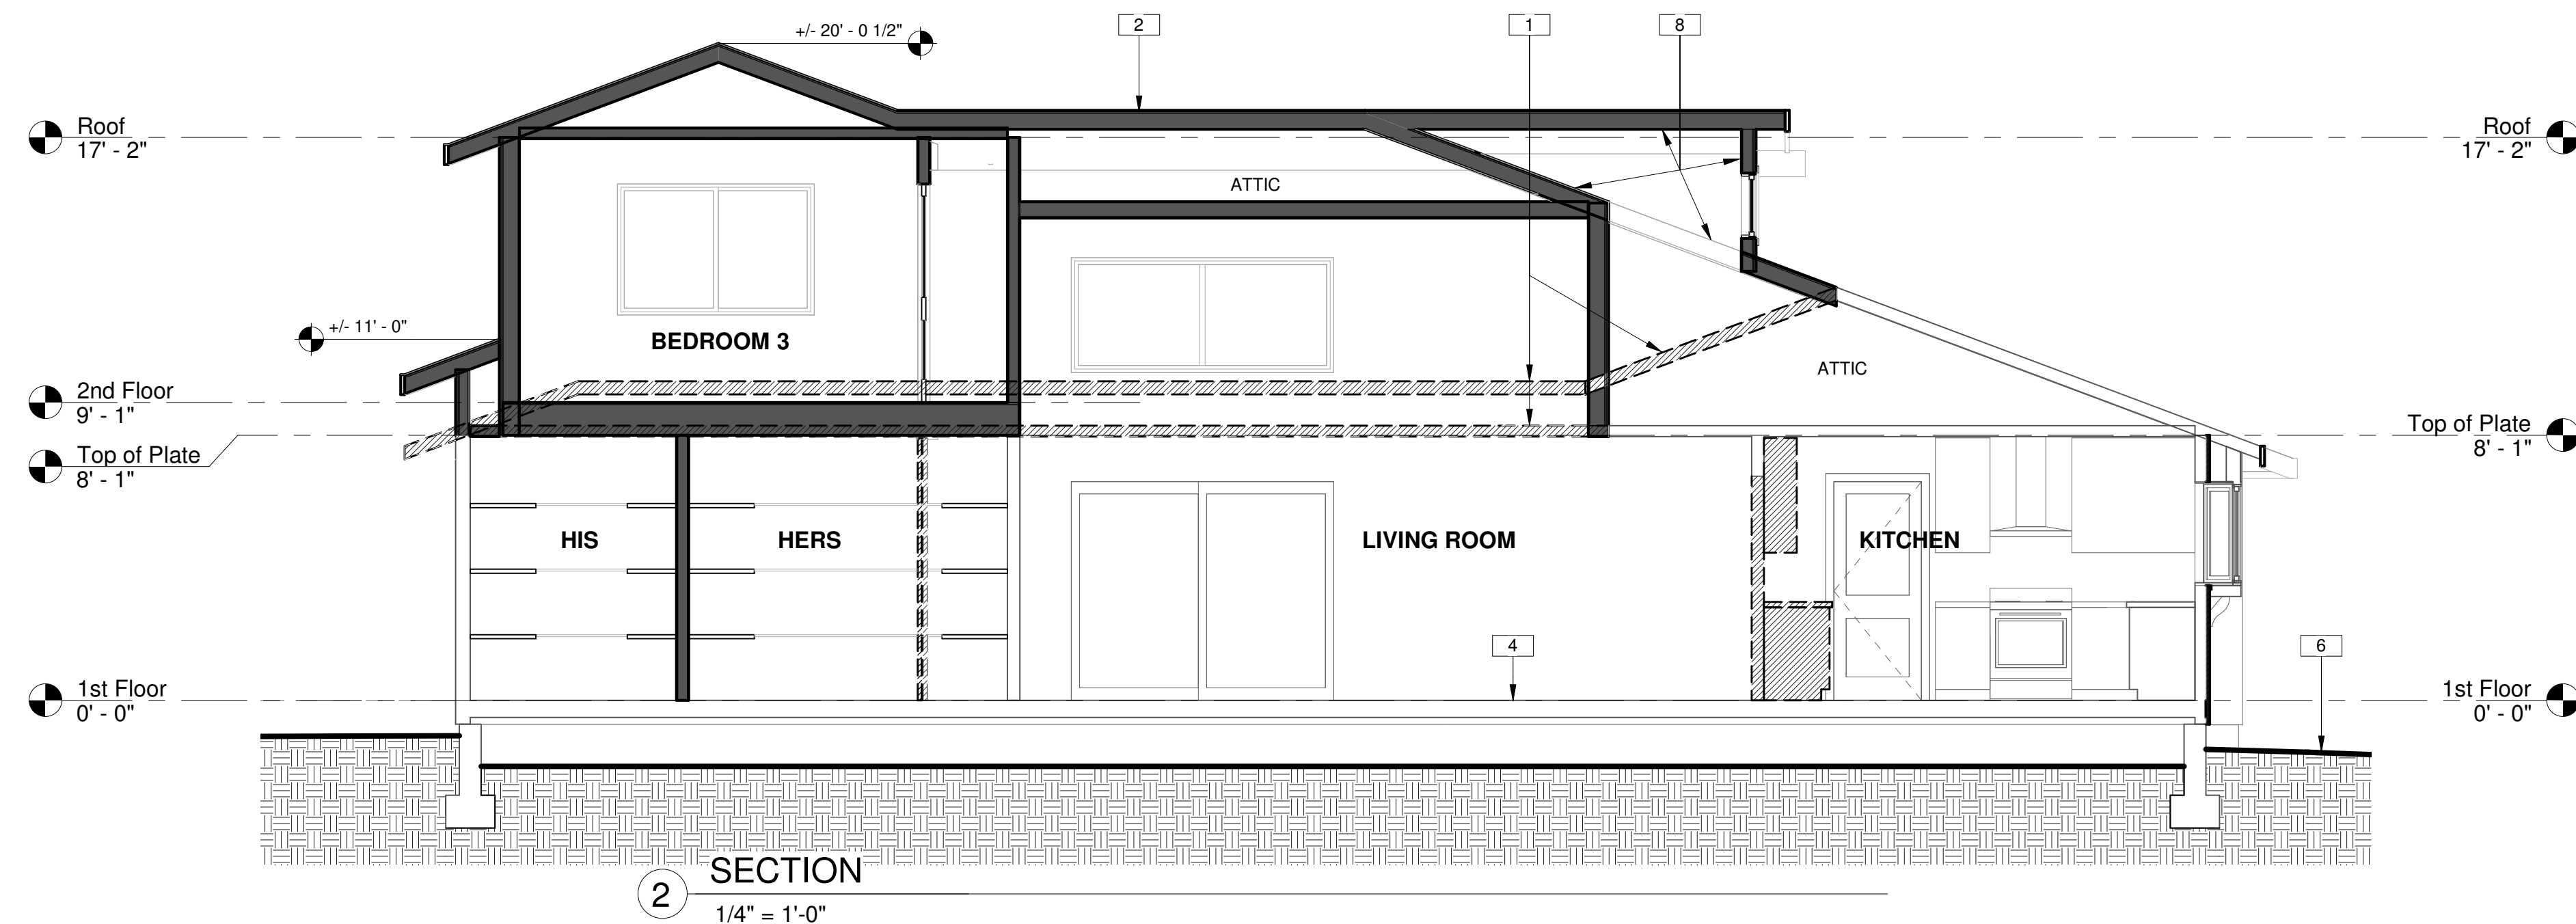 +/- 20' - 0 1/2"
2
1
8
Roof
17' - 2"
Roof
17' - 2"
ATTIC
+/- 11' - 0"
BEDROOM 3
ATTIC
2nd Floor
9' - 1"
Top of Plate
8' - 1"
Top of Plate
8' - 1"
HIS
HERS
LIVING ROOM
KITCHEN
4
6
1st Floor
0' - 0"
1st Floor
0' - 0"
2
SECTION
1/4" = 1'-0"